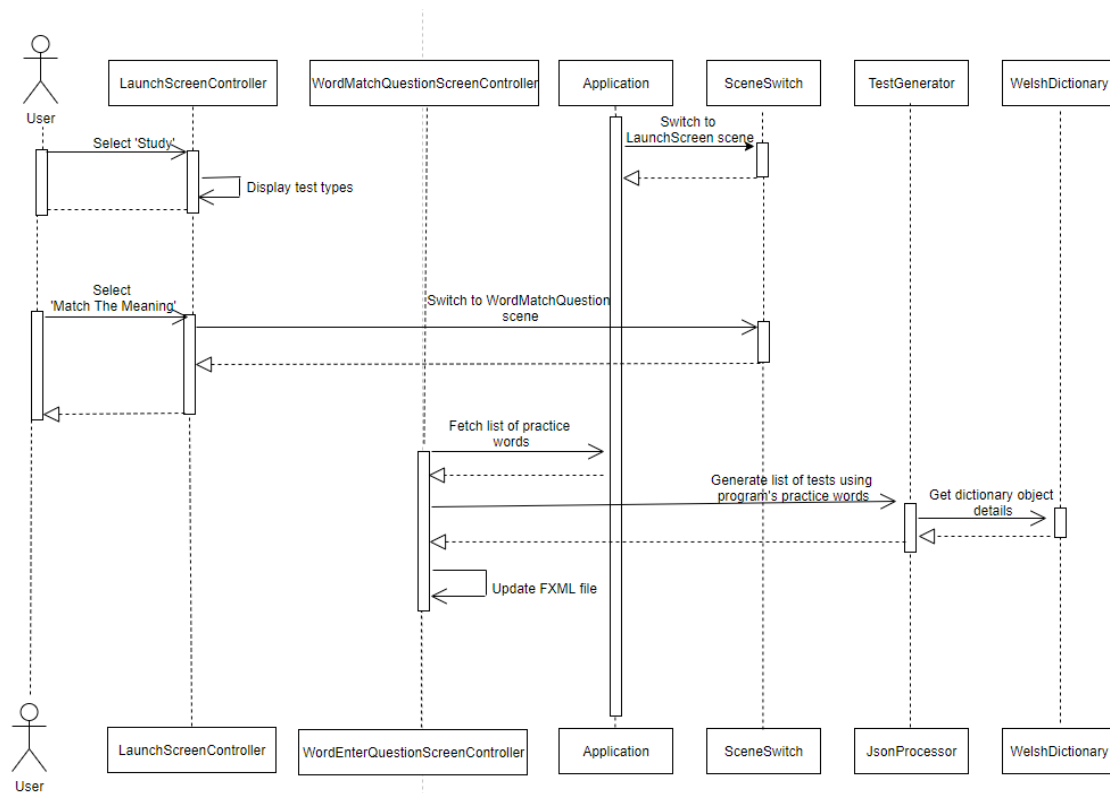 User
LaunchScreenController
WordMatchQuestionScreenController
Application
SceneSwitch
TestGenerator
WelshDictionary
Switch to
LaunchScreen scene
Select 'Study'
Display test types
Select
'Match The Meaning'
Switch to WordMatchQuestion
scene
Fetch list of practice
words
Generate list of tests using
program's practice words
Get dictionary object
details
Update FXML file
User
LaunchScreenController
WordEnterQuestionScreenController
Application
SceneSwitch
JsonProcessor
WelshDictionary